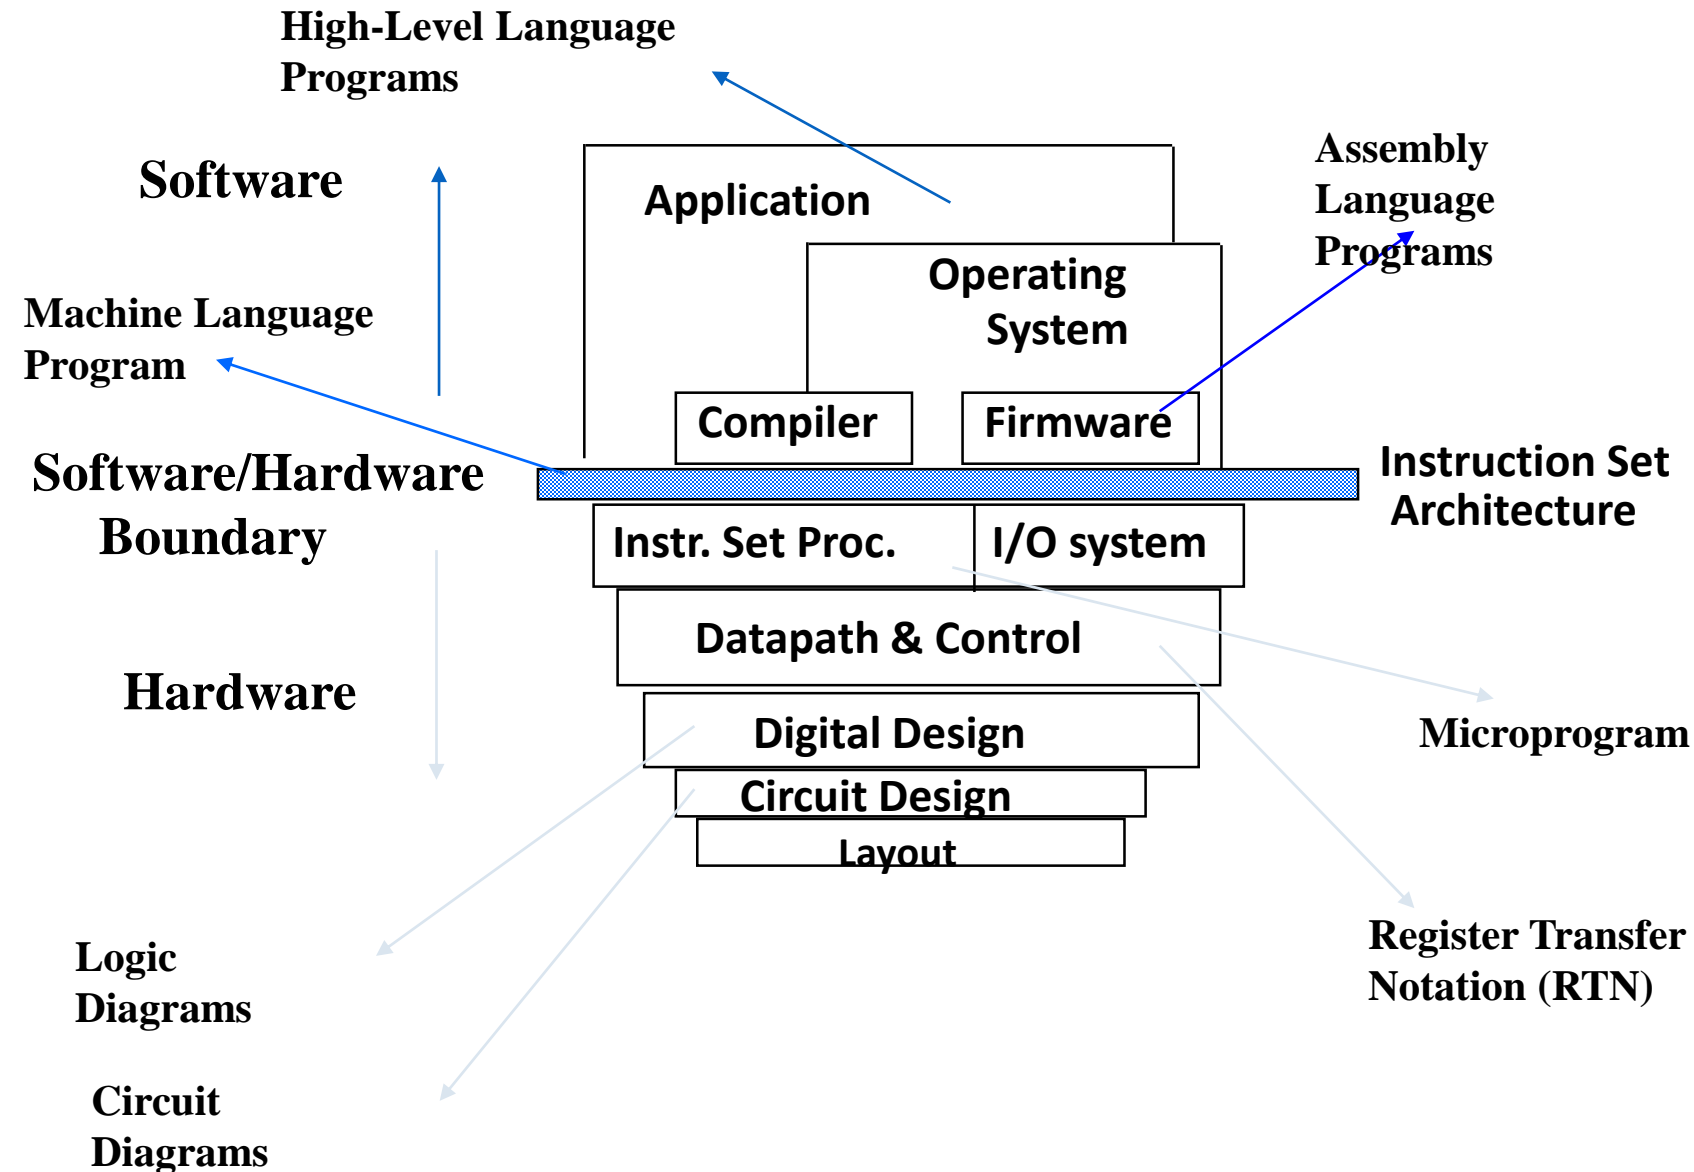 High-Level Language
Programs
Software
Application
Assembly
Language
Programs
Operating
System
Machine Language
Program
Compiler
Firmware
Software/Hardware
Boundary
Instruction Set
Architecture
Instr. Set Proc.
I/O system
Datapath & Control
Hardware
Digital Design
Microprogram
Circuit Design
Layout
Logic
Diagrams
Register Transfer
Notation (RTN)
Circuit
Diagrams